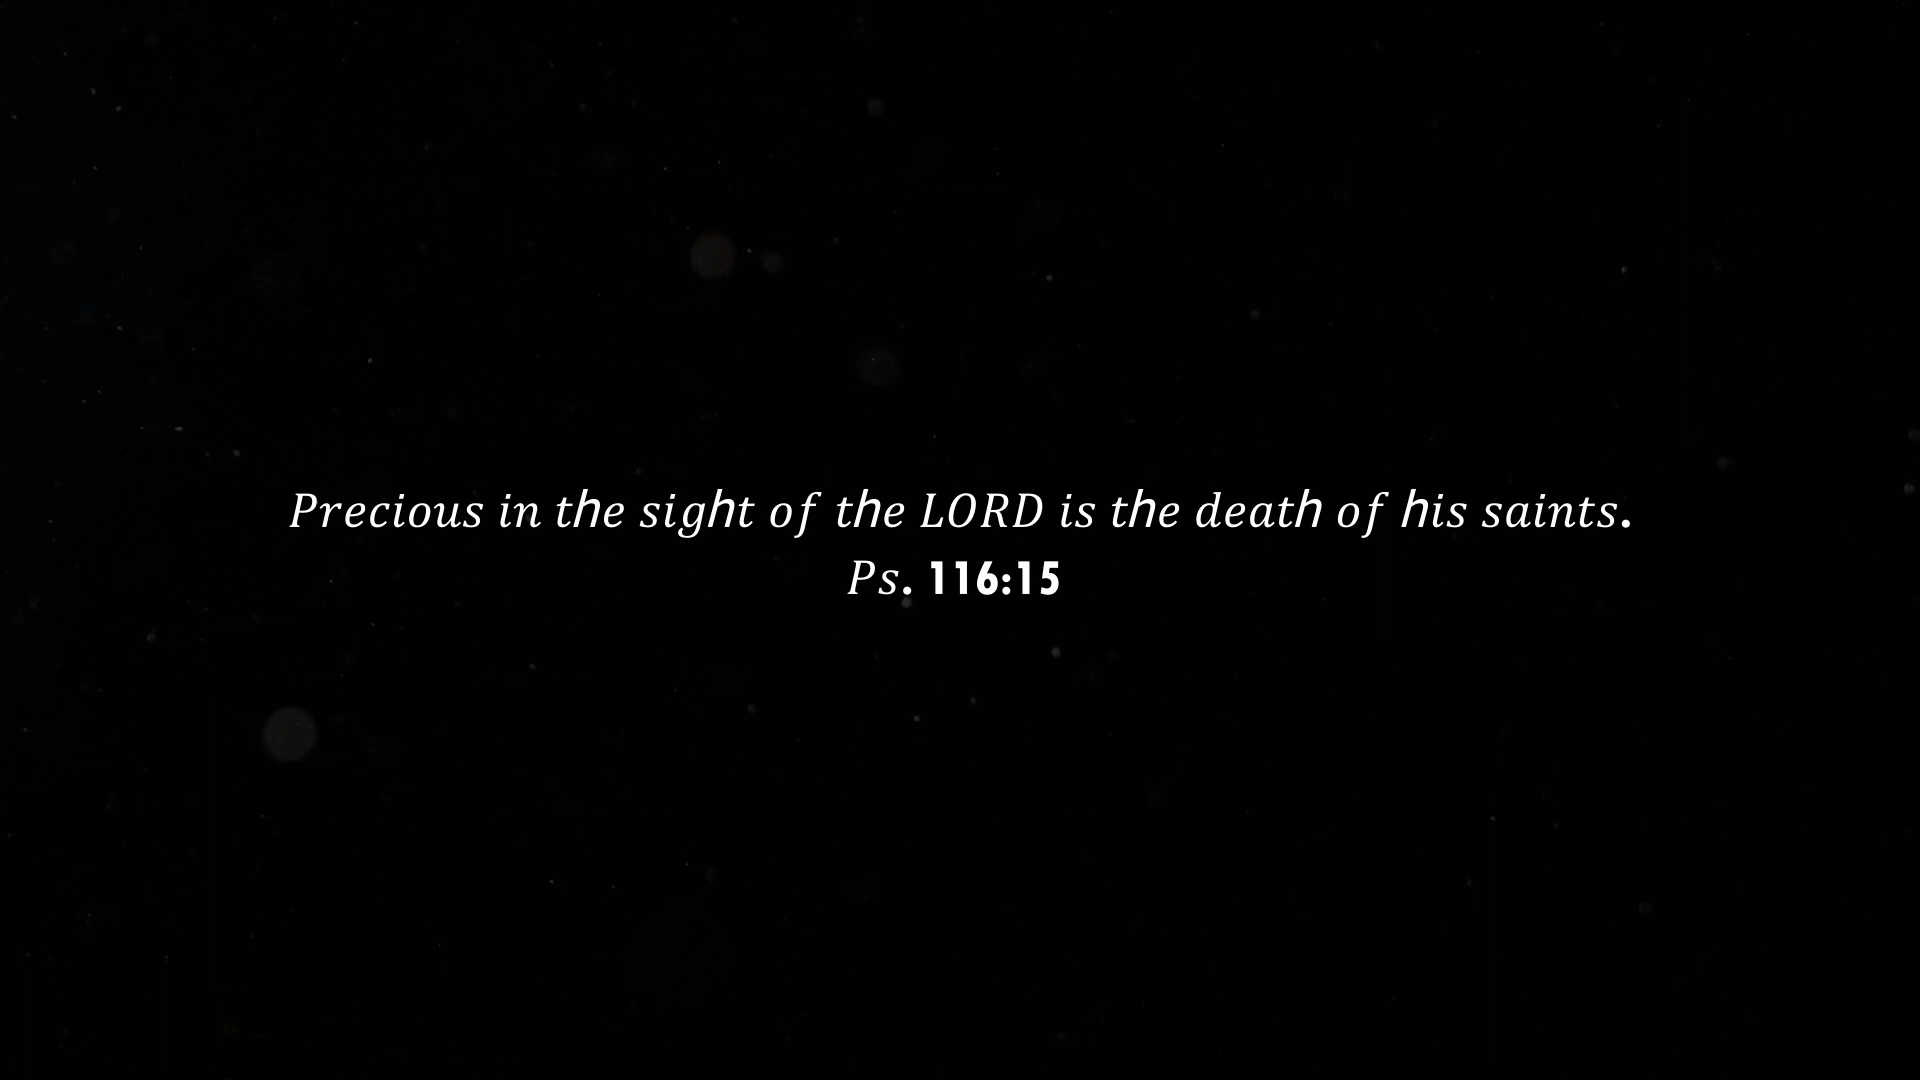 Precious in the sight of the LORD is the death of his saints.
Ps. 116:15